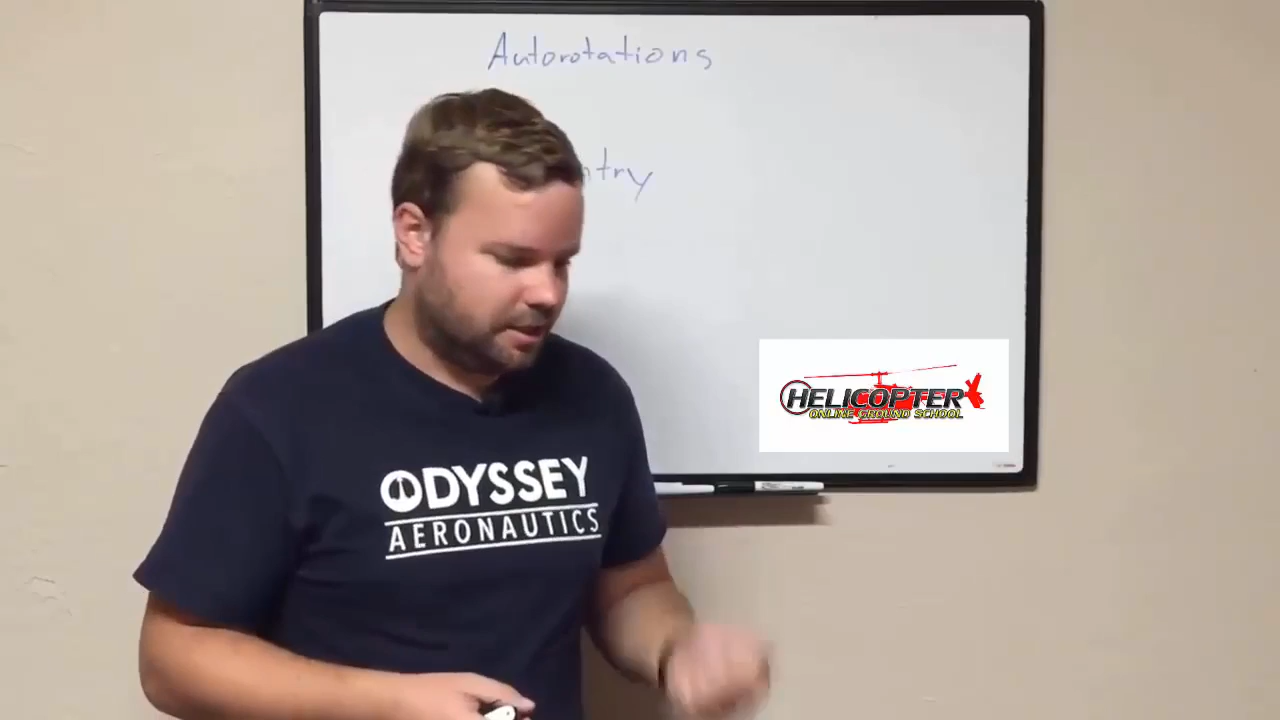 Autorotations
ntry
HELICOPTER
ONLINE GROUND SCHOOL
ODYSSEY
AERONAUTICS